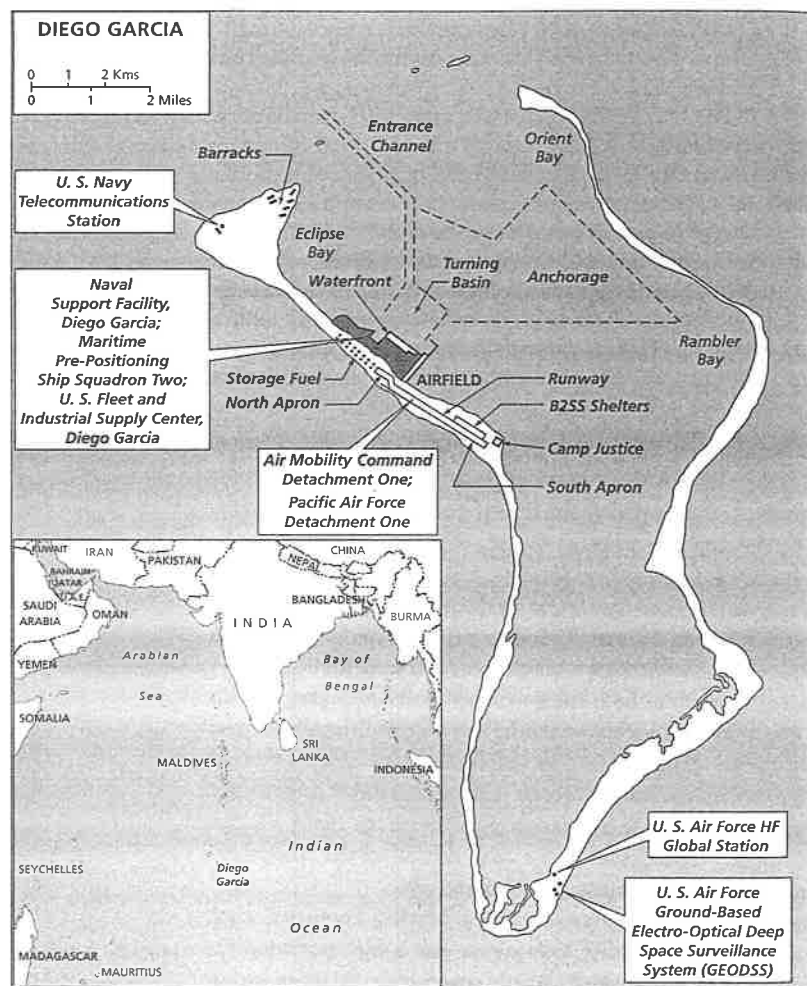 DIEGO GARCIA
0 1 2 Kms
0 1 2 Miles
Entrance
Channel
Orient
Bay
Barracks
U. S. Navy
Telecommunications
Station
Eclipse
Bay
Waterfront
Turning
Basin
Anchorage
Naval
Support Facility,
Diego Garcia;
Maritime
Pre-Positioning
Ship Squadron Two;
U. S. Fleet and
Industrial Supply Center,
Diego Garcia
Rambler
Bay
Storage Fuel
AIRFIELD
Runway
North Apron
B2SS Shelters
Camp Justice
South Apron
Air Mobility Command
Detachment One;
Pacific Air Force
Detachment One
KUWAIT
IRAN
PAKISTAN
NEPAL
CHINA
BAHRAIN
QATAR
U.A.E.
SAUDI
ARABIA
OMAN
INDIA
BANGLADESH
BURMA
YEMEN
Arabian
Sea
Bay of
Bengal
SOMALIA
MALDIVES
SRI
LANKA
INDONESIA
Indian
Ocean
SEYCHELLES
Diego
Garcia
MADAGASCAR
MAURITIUS
U. S. Air Force HF
Global Station
U. S. Air Force
Ground-Based
Electro-Optical Deep
Space Surveillance
System (GEODSS)